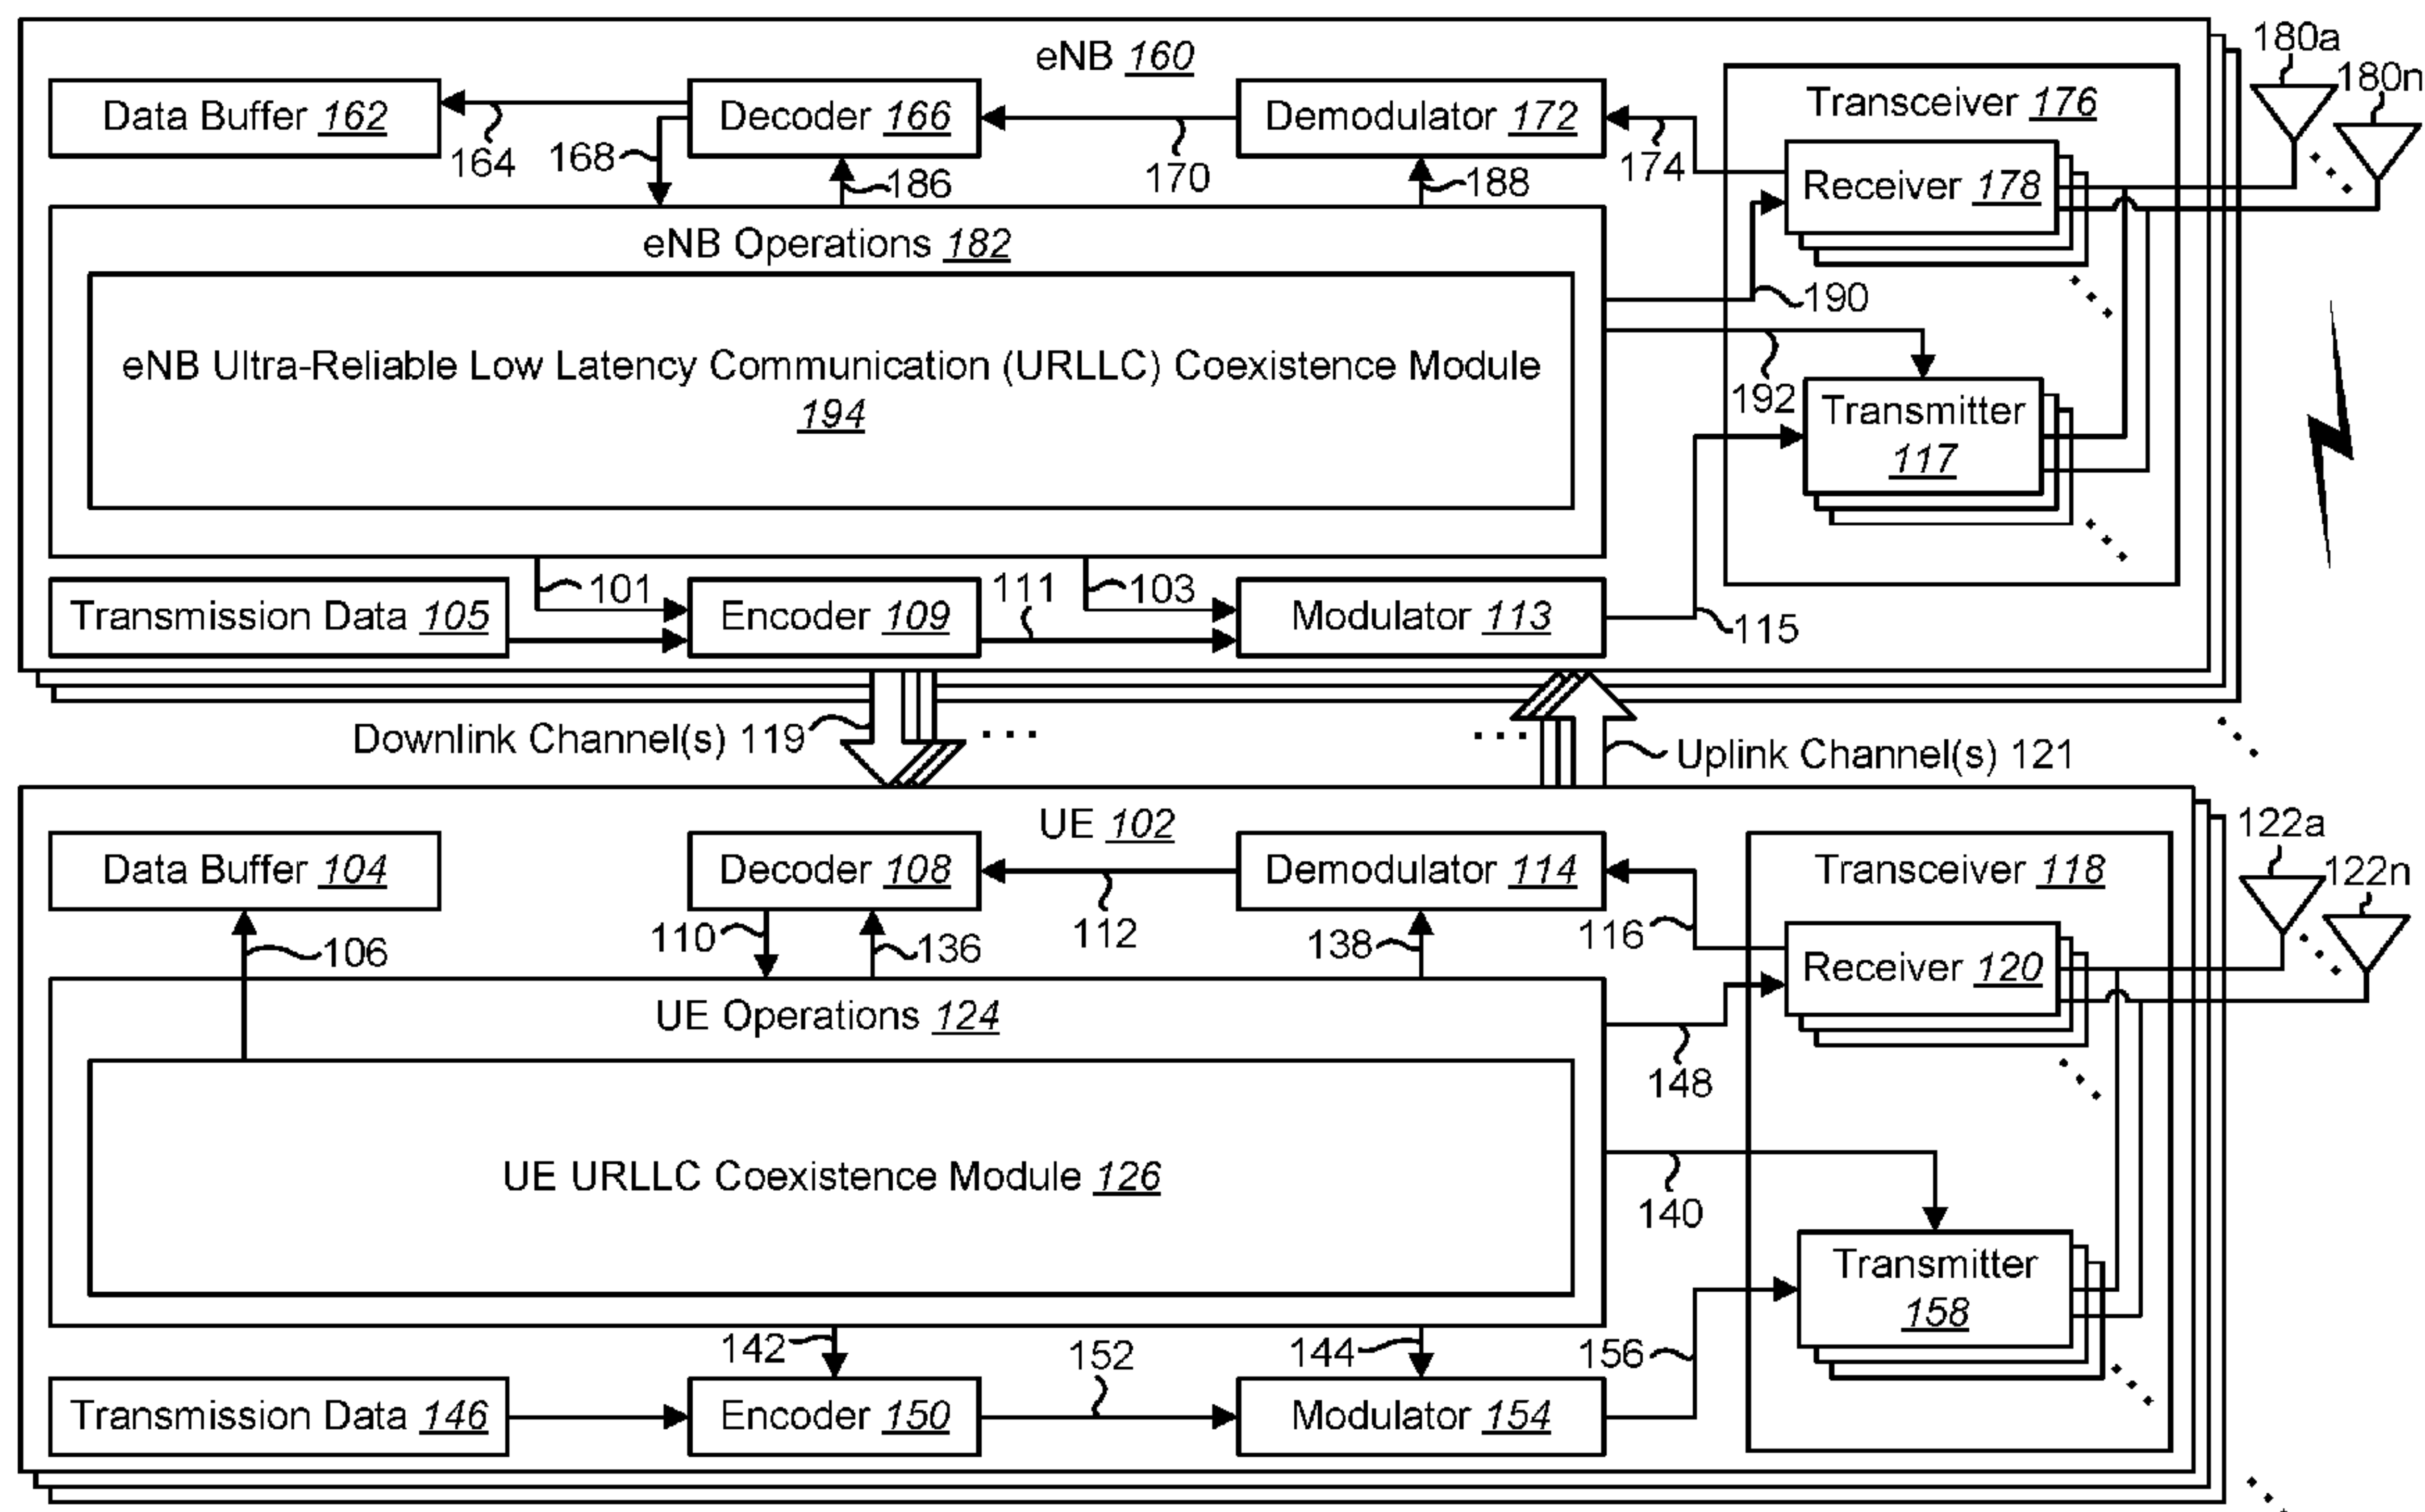 eNB 160
180a
180n
Data Buffer 162
Decoder 166
Demodulator 172
Transceiver 176
164
168
186
170
188
174
Receiver 178
eNB Operations 182
190
eNB Ultra-Reliable Low Latency Communication (URLLC) Coexistence Module
194
192
Transmitter
117
101
111
103
Transmission Data 105
Encoder 109
Modulator 113
115
Downlink Channel(s) 119
...
...
Uplink Channel(s) 121
UE 102
122a
122n
Data Buffer 104
Decoder 108
Demodulator 114
Transceiver 118
106
110
136
112
138
116
Receiver 120
UE Operations 124
148
UE URLLC Coexistence Module 126
140
Transmitter
158
142
152
144
156
Transmission Data 146
Encoder 150
Modulator 154